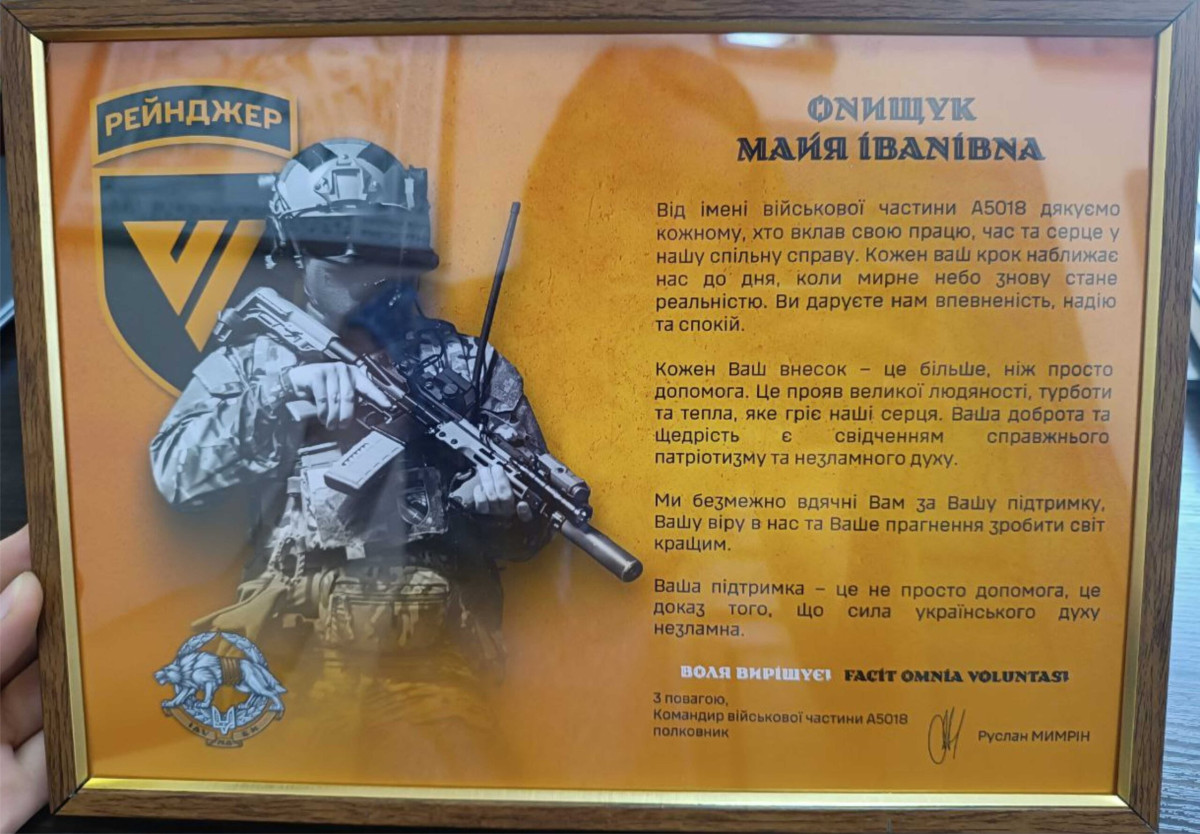 РЕЙНДЖЕР
ОНИЩУК
МАЙЯ ІВАНІВНА
Від імені військової частини А5018 дякуємо
кожному, хто вклав свою працю, час та серце у
нашу спільну справу. Кожен ваш крок наближає
нас до дня, коли мирне небо знову стане
реальністю. Ви даруєте нам впевненість, надію
та спокій.
Кожен Ваш внесок – це більше, ніж просто
допомога. Це прояв великої людяності, турботи
та тепла, яке гріє наші серця. Ваша доброта та
щедрість є свідченням справжнього
патріотизму та незламного духу.
Ми безмежно вдячні Вам за Вашу підтримку,
Вашу віру в нас та Ваше прагнення зробити світ
кращим.
Ваша підтримка – це не просто допомога, це
доказ того, що сила українського духу
незламна.
ВОЛЯ ВИРІШУЄ! FACIT OMNIA VOLUNTAS!
З повагою,
Командир військової частини А5018
полковник Руслан МИМРІН